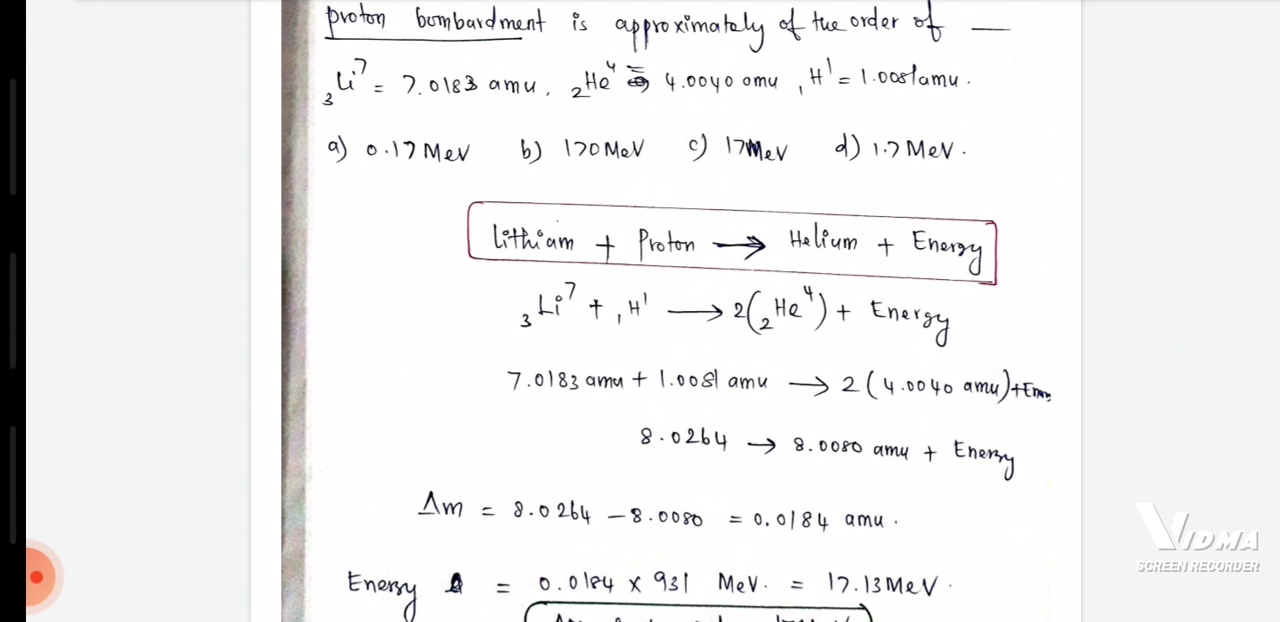 proton bombardment is approximately of the order of —
₃Li⁷ = 7.0183 amu, ₂He⁴ = 4.0040 amu, ₁H¹ = 1.0081amu.
a) 0.17 MeV b) 170 MeV c) 17 MeV d) 1.7 MeV.
Lithium + Proton → Helium + Energy
₃Li⁷ + ₁H¹ → 2(₂He⁴) + Energy
7.0183 amu + 1.0081 amu → 2(4.0040 amu)+
8.0264 → 8.0080 amu + Energy
Δm = 8.0264 - 8.0080 = 0.0184 amu.
VIDMA
SCREEN RECORDER
Energy = 0.0184 x 931 MeV. = 17.13 MeV.